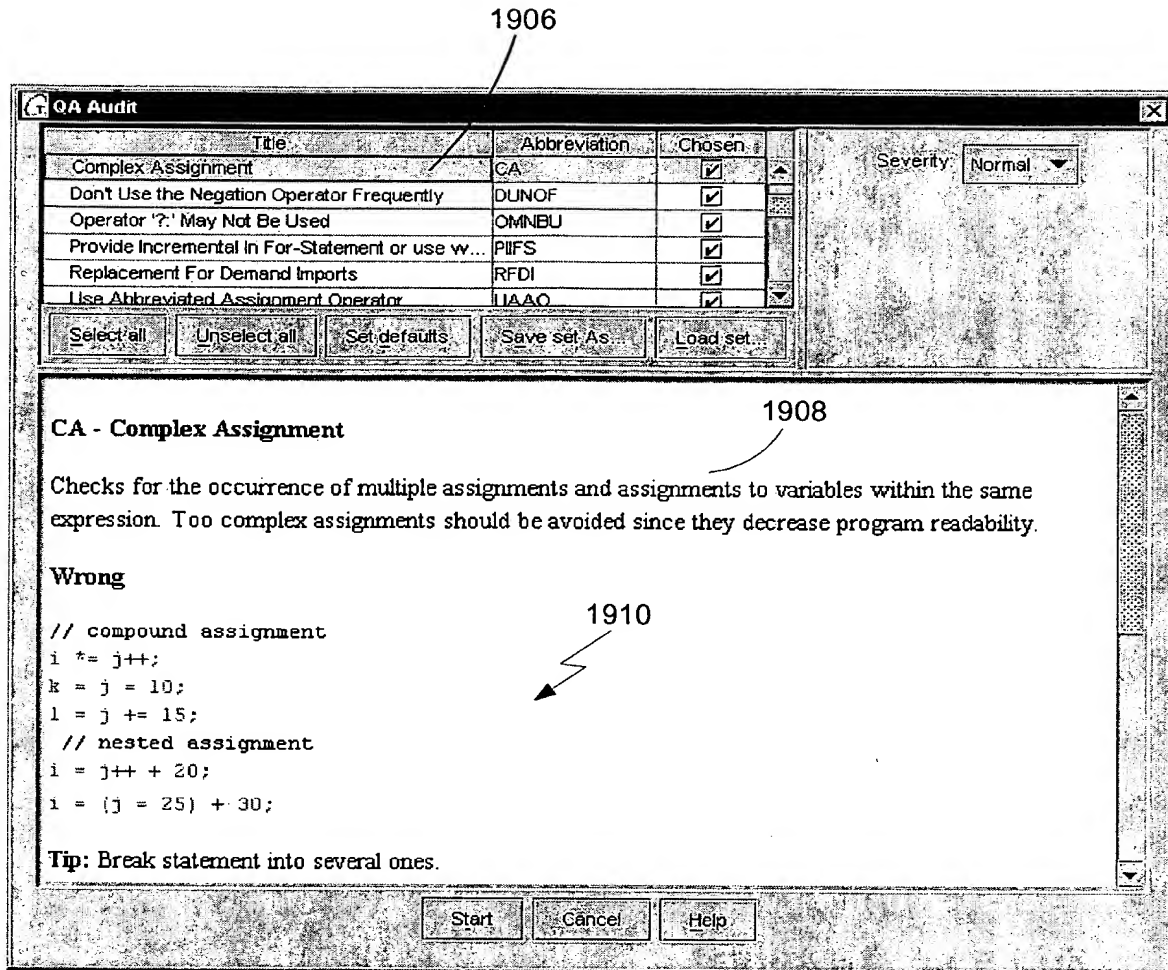 1906
QA Audit
Title Abbreviation Chosen
Complex Assignment CA
Don't Use the Negation Operator Frequently DUNOF
Operator '?:' May Not Be Used OMNBU
Provide Incremental In For-Statement or use w... PIIFS
Replacement For Demand Imports RFDI
Use Abbreviated Assignment Operator UAAO
Severity: Normal
Select all Unselect all Set defaults Save set As... Load set...
1908
CA - Complex Assignment
Checks for the occurrence of multiple assignments and assignments to variables within the same
expression. Too complex assignments should be avoided since they decrease program readability.
Wrong
1910
// compound assignment
i *= j++;
k = j = 10;
l = j += 15;
// nested assignment
i = j++ + 20;
i = (j = 25) + 30;
Tip: Break statement into several ones.
Start Cancel Help